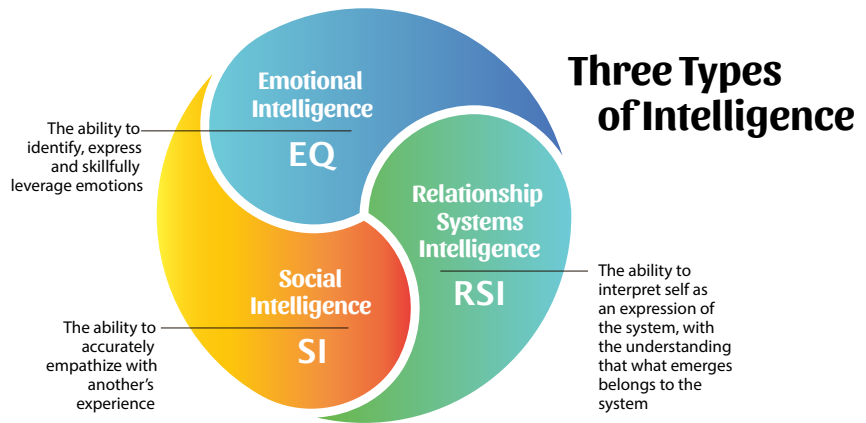 Three Types
of Intelligence
Emotional
Intelligence
EQ
The ability to
identify, express
and skillfully
leverage emotions
Relationship
Systems
Intelligence
RSI
The ability to
interpret self as
an expression of
the system, with
the understanding
that what emerges
belongs to the
system
Social
Intelligence
SI
The ability to
accurately
empathize with
another’s
experience